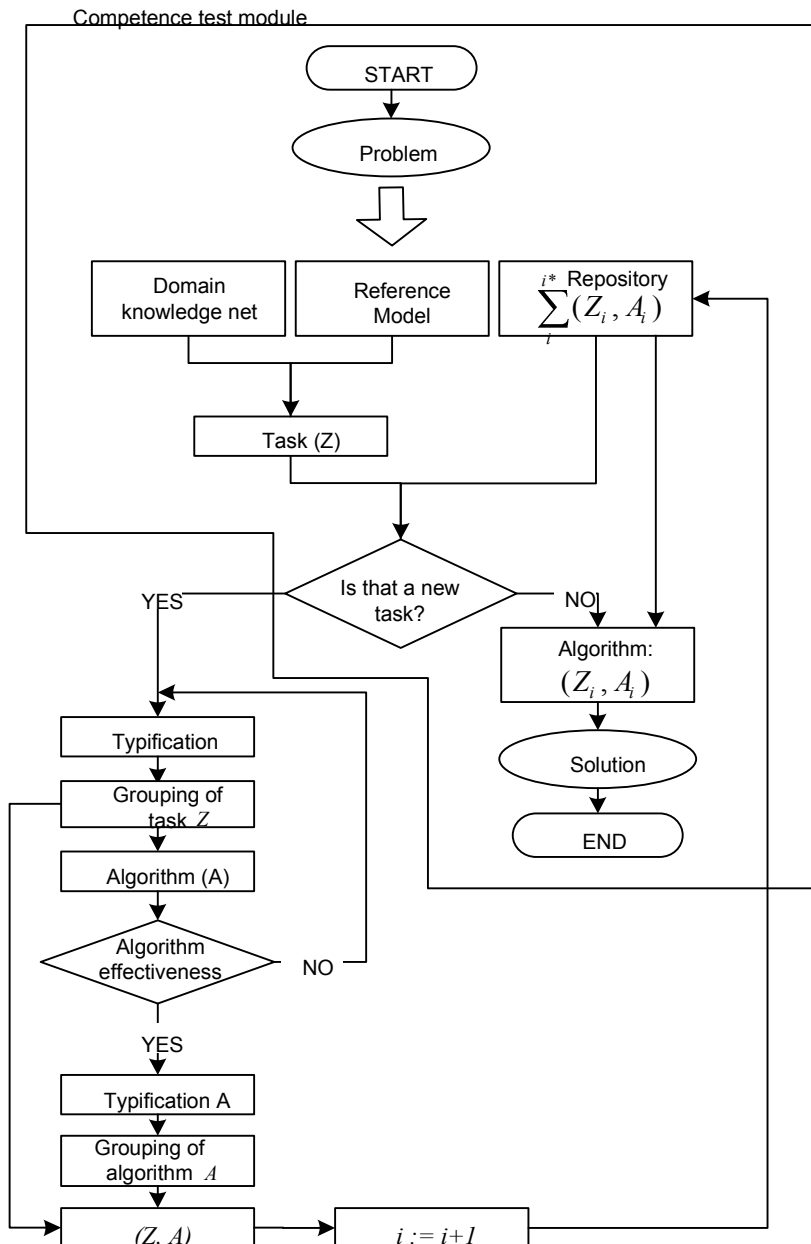 Competence test module
START
Problem
Domain
knowledge net
Reference
Model
i* Repository
∑(Z_i , A_i)
i
Task (Z)
Is that a new
task?
YES
NO
Algorithm:
(Z_i , A_i)
Typification
Solution
Grouping of
task Z
END
Algorithm (A)
Algorithm
effectiveness
NO
YES
Typification A
Grouping of
algorithm A
(Z, A)
i := i+1